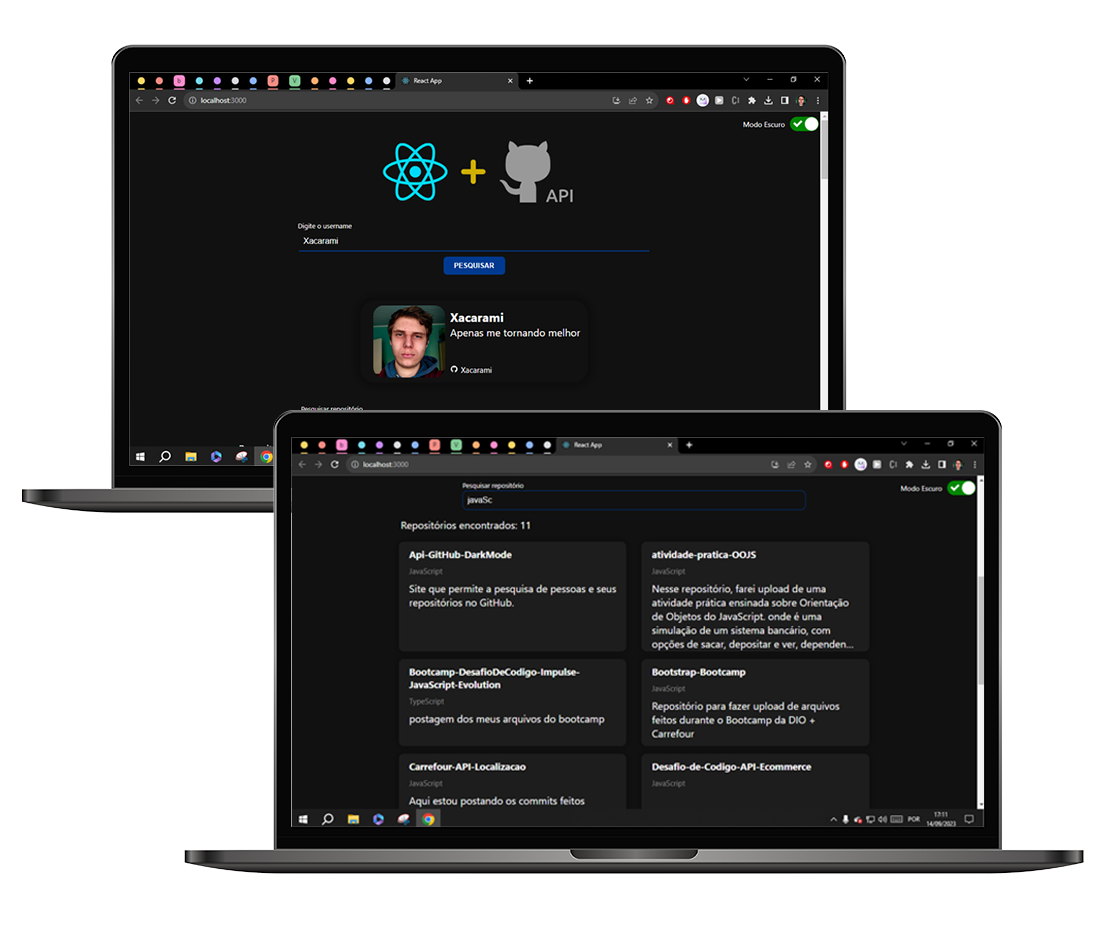 React App
localhost:3000
Modo Escuro
API
Digite o username
Xacarami
PESQUISAR
Xacarami
Apenas me tornando melhor
Xacarami
Pesquisar repositório
React App
localhost:3000
Modo Escuro
Pesquisar repositório
javaSc
Repositórios encontrados: 11
Api-GitHub-DarkMode
JavaScript
Site que permite a pesquisa de pessoas e seus
repositórios no GitHub.
atividade-pratica-OOJS
JavaScript
Nesse repositório, farei upload de uma
atividade prática ensinada sobre Orientação
de Objetos do JavaScript. onde é uma
simulação de um sistema bancário, com
opções de sacar, depositar e ver, dependen...
Bootcamp-DesafioDeCodigo-Impulse-
JavaScript-Evolution
TypeScript
postagem dos meus arquivos do bootcamp
Bootstrap-Bootcamp
JavaScript
Repositório para fazer upload de arquivos
feitos durante o Bootcamp da DIO +
Carrefour
Carrefour-API-Localizacao
JavaScript
Aqui estou postando os commits feitos
Desafio-de-Codigo-API-Ecommerce
JavaScript
POR
17:11
14/09/2023